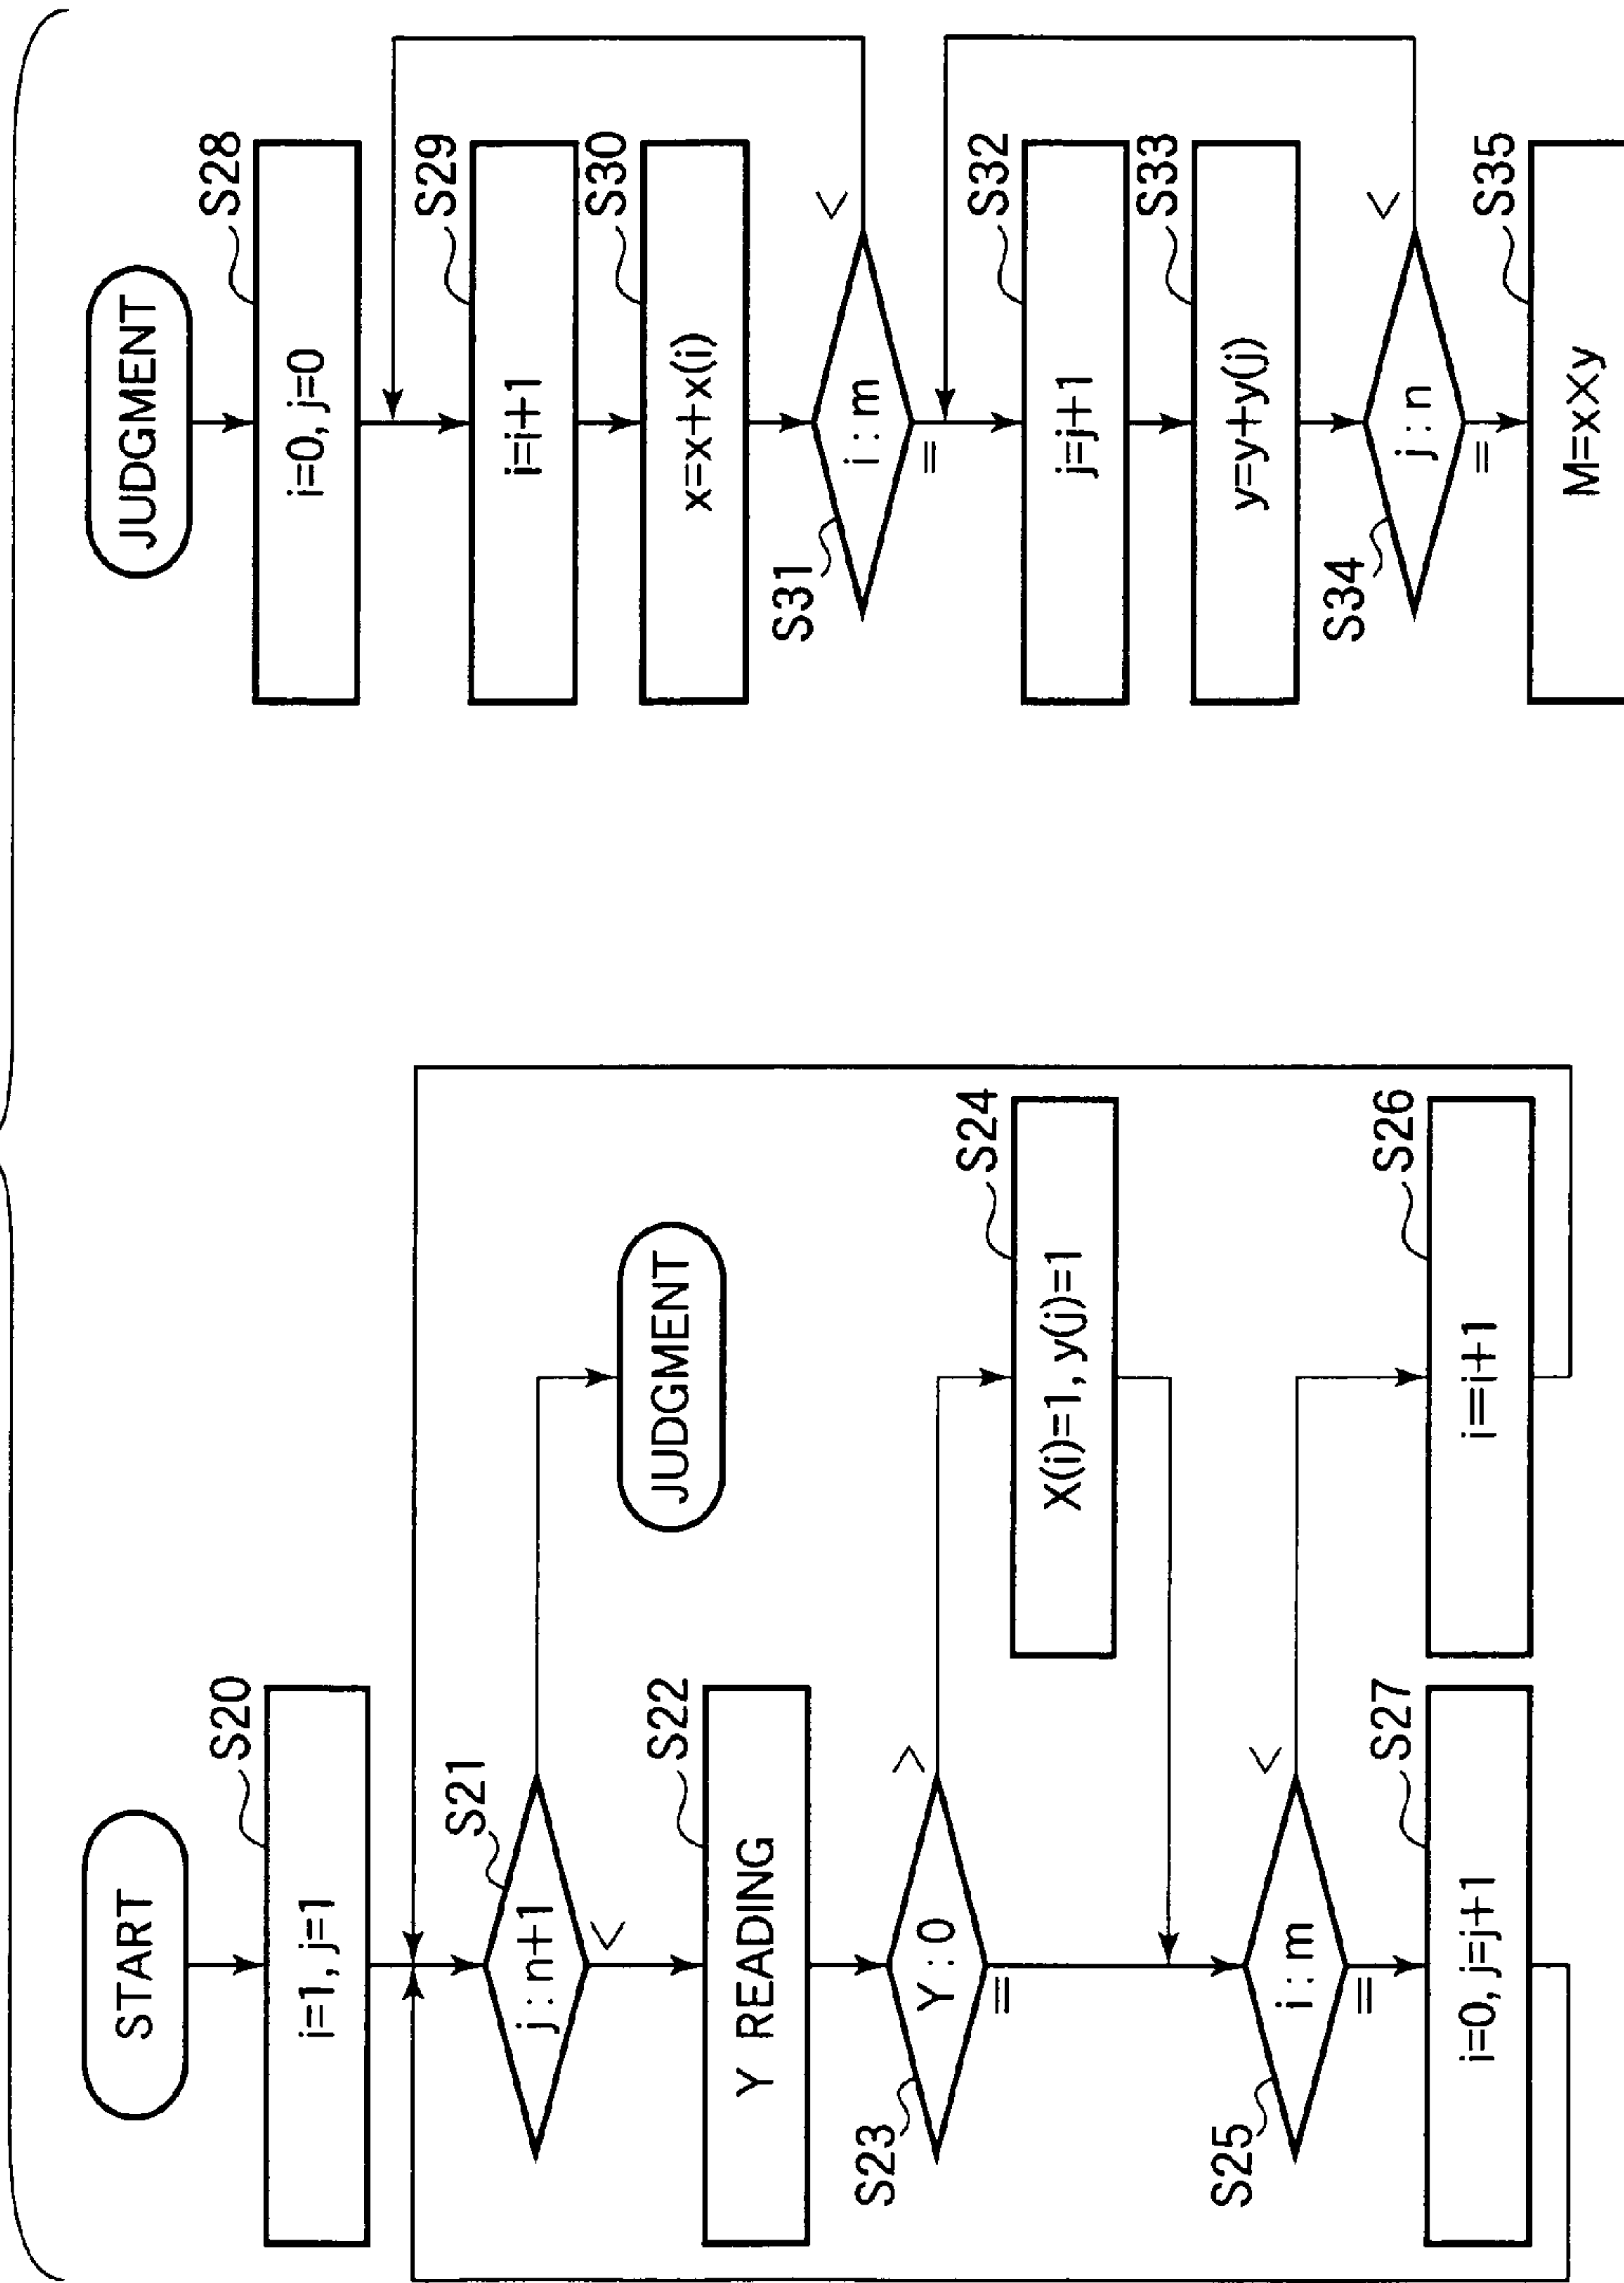 START
S20
i=1, j=1
S21
j : n+1
<
JUDGMENT
S22
Y READING
S23
Y : 0
>
=
S24
X(i)=1, y(j)=1
S25
i : m
<
=
S27
i=0, j=j+1
S26
i=i+1
JUDGMENT
S28
i=0, j=0
S29
i=i+1
S30
x=x+x(i)
S31
i : m
<
=
S32
j=j+1
S33
y=y+y(j)
S34
j : n
<
=
S35
M=x×y